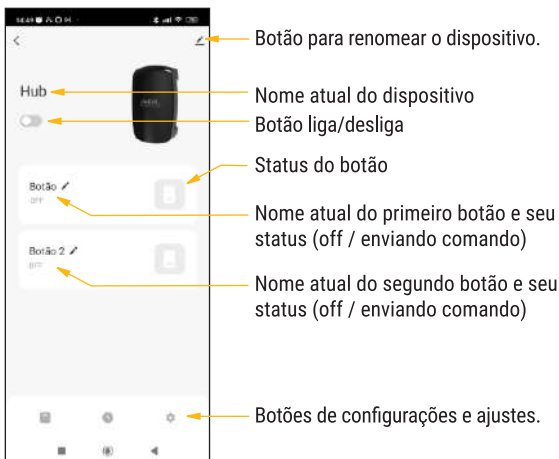 14:49
Botão para renomear o dispositivo.
Hub
Nome atual do dispositivo
Botão liga/desliga
Status do botão
Botão
OFF
Nome atual do primeiro botão e seu
status (off / enviando comando)
Botão 2
OFF
Nome atual do segundo botão e seu
status (off / enviando comando)
Botões de configurações e ajustes.